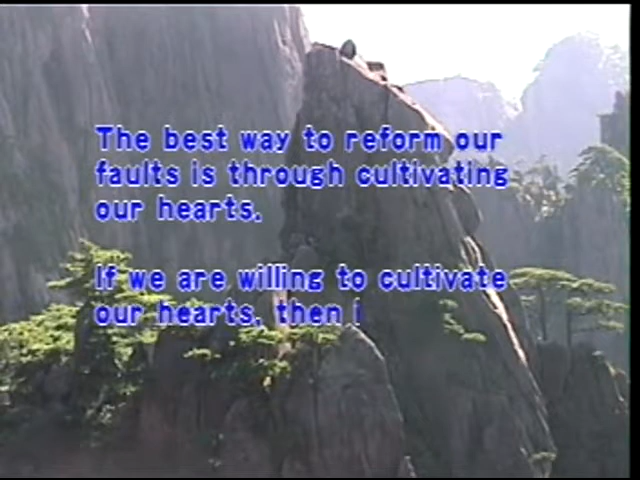 The best way to reform our
faults is through cultivating
our hearts.
If we are willing to cultivate
our hearts, then i